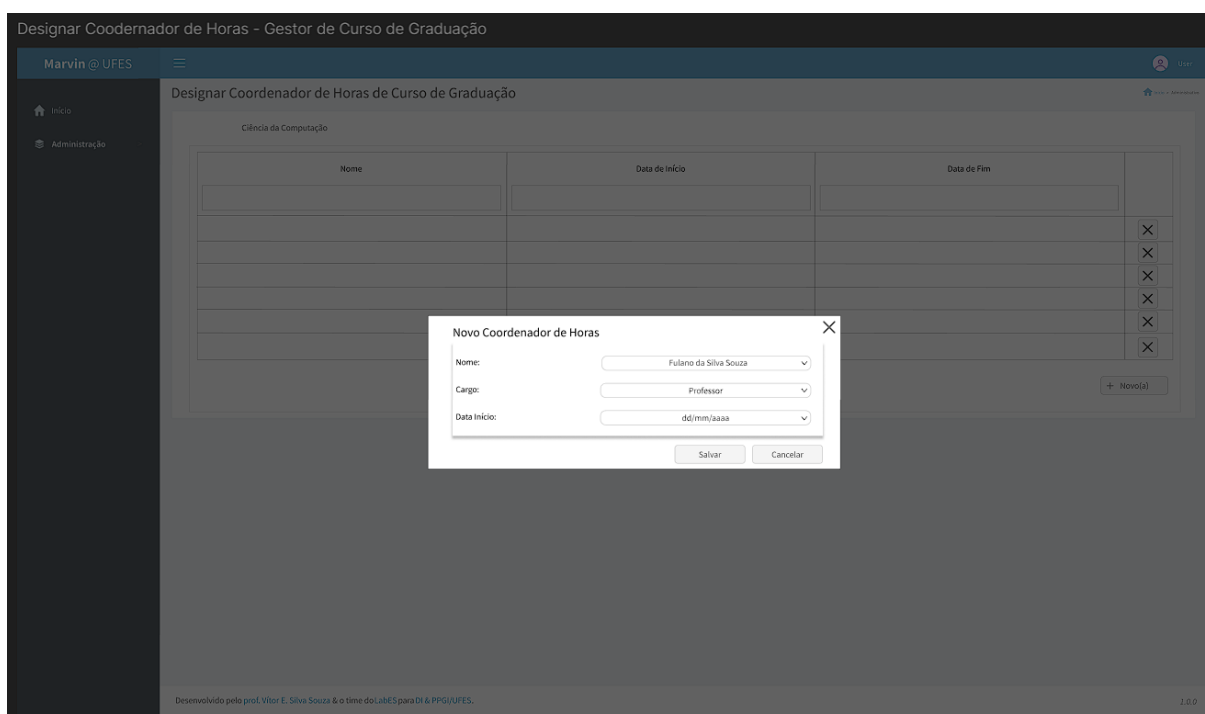 Designar Coodernador de Horas - Gestor de Curso de Graduação
Marvin @ UFES
User
Designar Coordenador de Horas de Curso de Graduação
Início > Administração
Início
Administração
Ciência da Computação
Nome Data de Início Data de Fim
Novo Coordenador de Horas
Nome: Fulano da Silva Souza
Cargo: Professor
Data Início: dd/mm/aaaa
+ Novo(a)
Salvar Cancelar
Desenvolvido pelo prof. Vítor E. Silva Souza & o time do LabES para DI & PPGI/UFES. 1.0.0